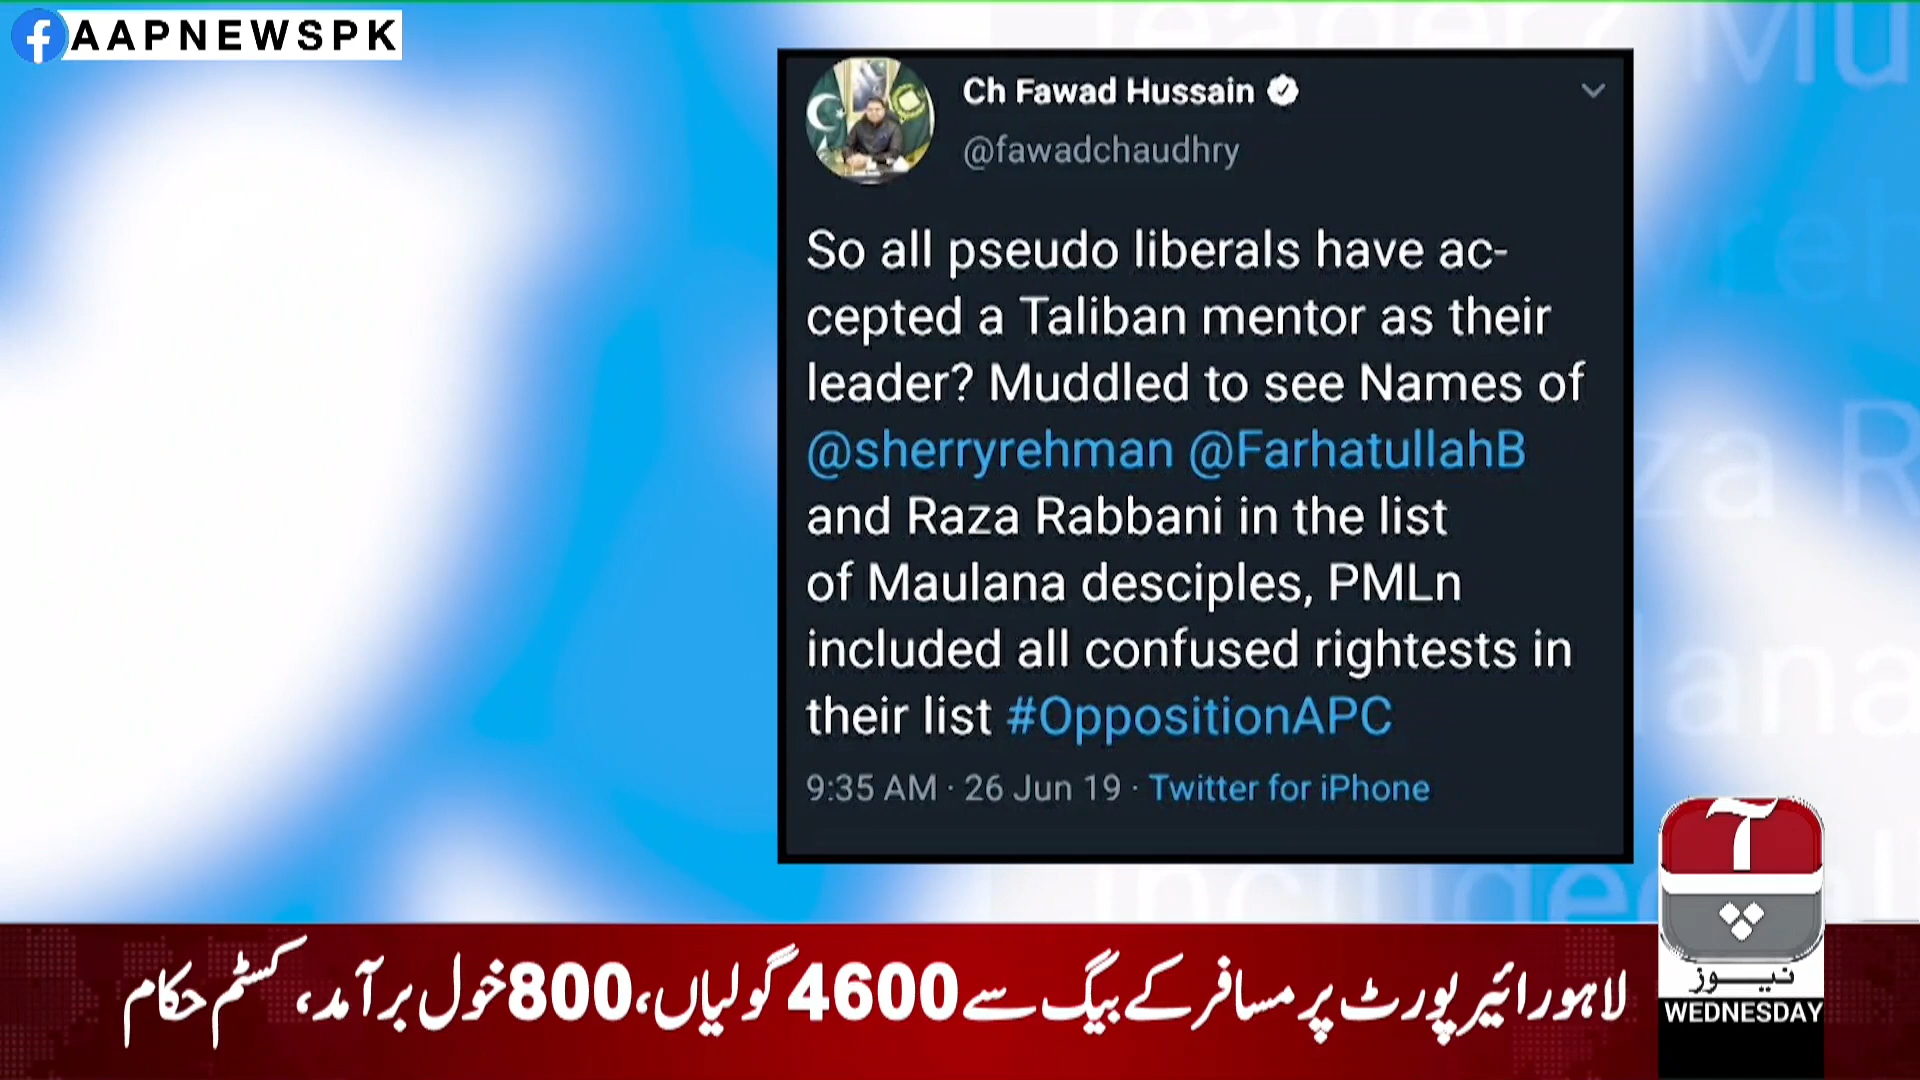 AAPNEWSPK
Ch Fawad Hussain
@fawadchaudhry
So all pseudo liberals have ac-
cepted a Taliban mentor as their
leader? Muddled to see Names of
@sherryrehman @FarhatullahB
and Raza Rabbani in the list
of Maulana desciples, PMLn
included all confused rightests in
their list #OppositionAPC
9:35 AM · 26 Jun 19 · Twitter for iPhone
آپ
نیوز
WEDNESDAY
لاہور ائیرپورٹ پر مسافر کے بیگ سے 4600 گولیاں، 800 خول برآمد، کسٹم حکام